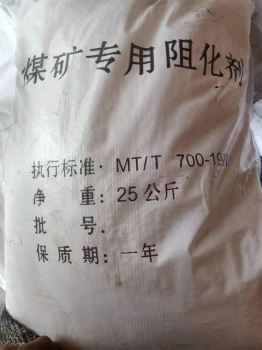 煤矿专用阻化剂
执行标准·MT/T 700-19
净 重:25公斤
批 号.
保 质 期:一年